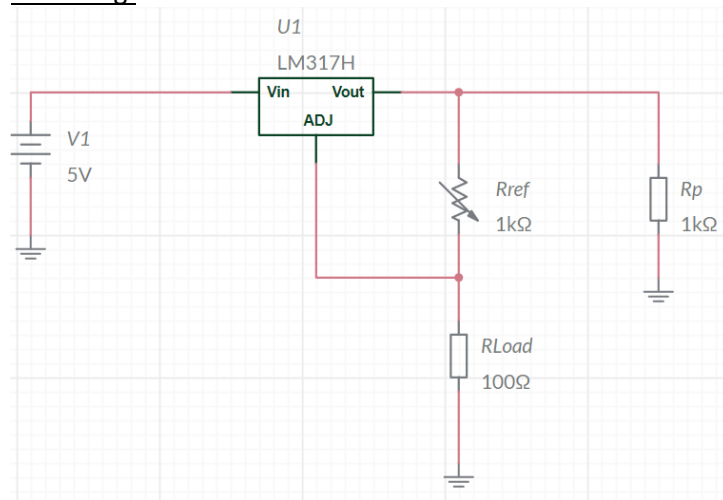 U1
LM317H
Vin Vout
ADJ
V1
5V
Rref
1kΩ
Rp
1kΩ
RLoad
100Ω